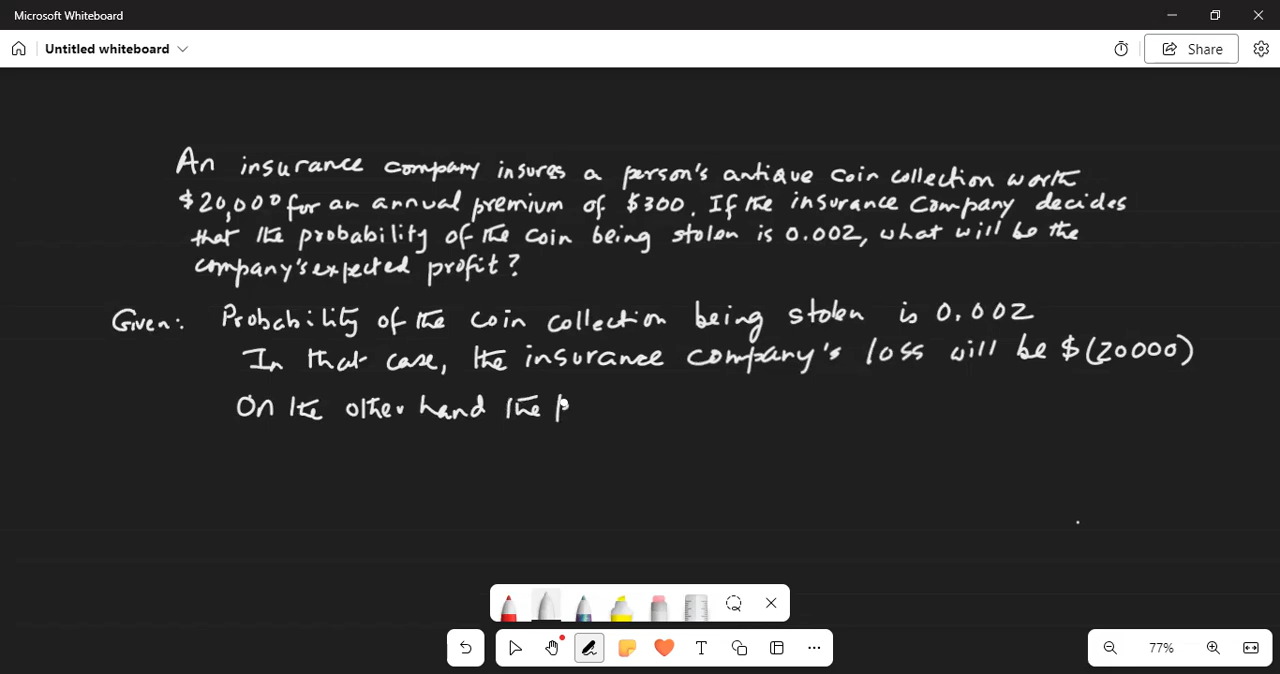 Microsoft Whiteboard
Untitled whiteboard
Share
An insurance company insures a person's antique coin collection worth
$20,000 for an annual premium of $300. If the insurance company decides
that the probability of the coin being stolen is 0.002, what will be the
company's expected profit?
Given: Probability of the coin collection being stolen is 0.002
In that case, the insurance company's loss will be $(20000)
On the other hand the p
77%